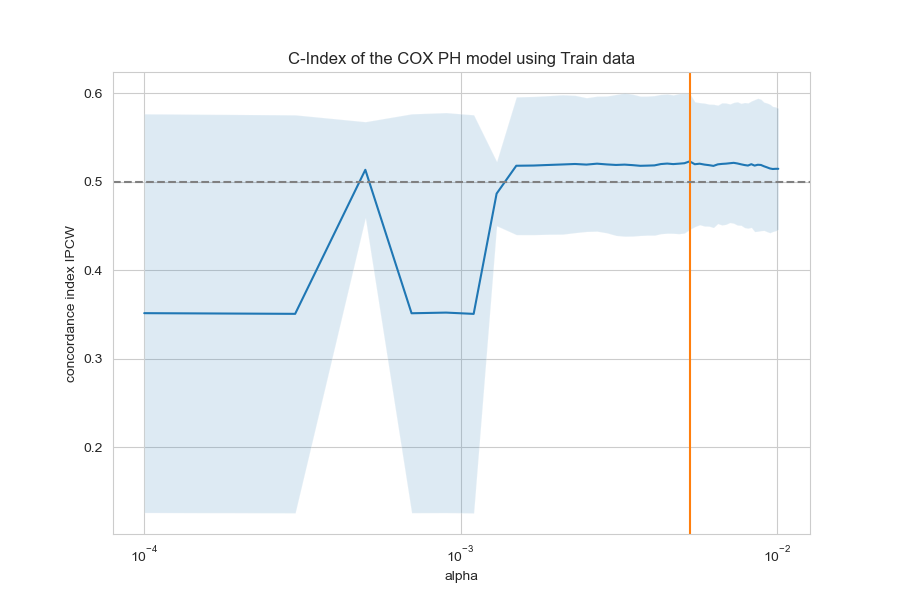 C-Index of the COX PH model using Train data
concordance index IPCW
0.6
0.5
0.4
0.3
0.2
10⁻⁴
10⁻³
10⁻²
alpha